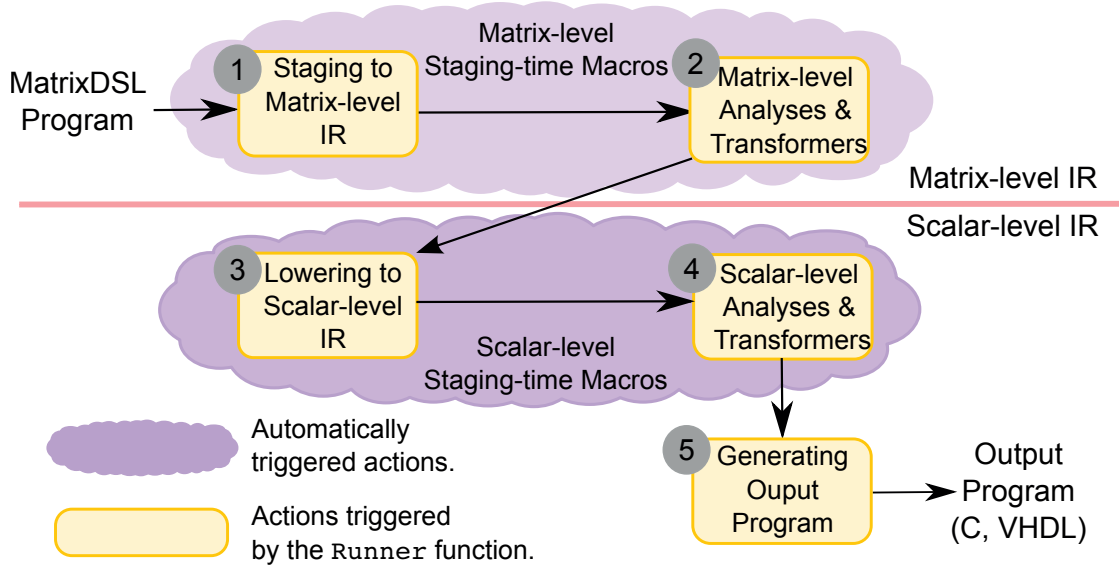 MatrixDSL
Program
1
Staging to
Matrix-level
IR
Matrix-level
Staging-time Macros
2
Matrix-level
Analyses &
Transformers
Matrix-level IR
Scalar-level IR
3
Lowering to
Scalar-level
IR
Scalar-level
Staging-time Macros
4
Scalar-level
Analyses &
Transformers
5
Generating
Ouput
Program
Output
Program
(C, VHDL)
Automatically
triggered actions.
Actions triggered
by the Runner function.